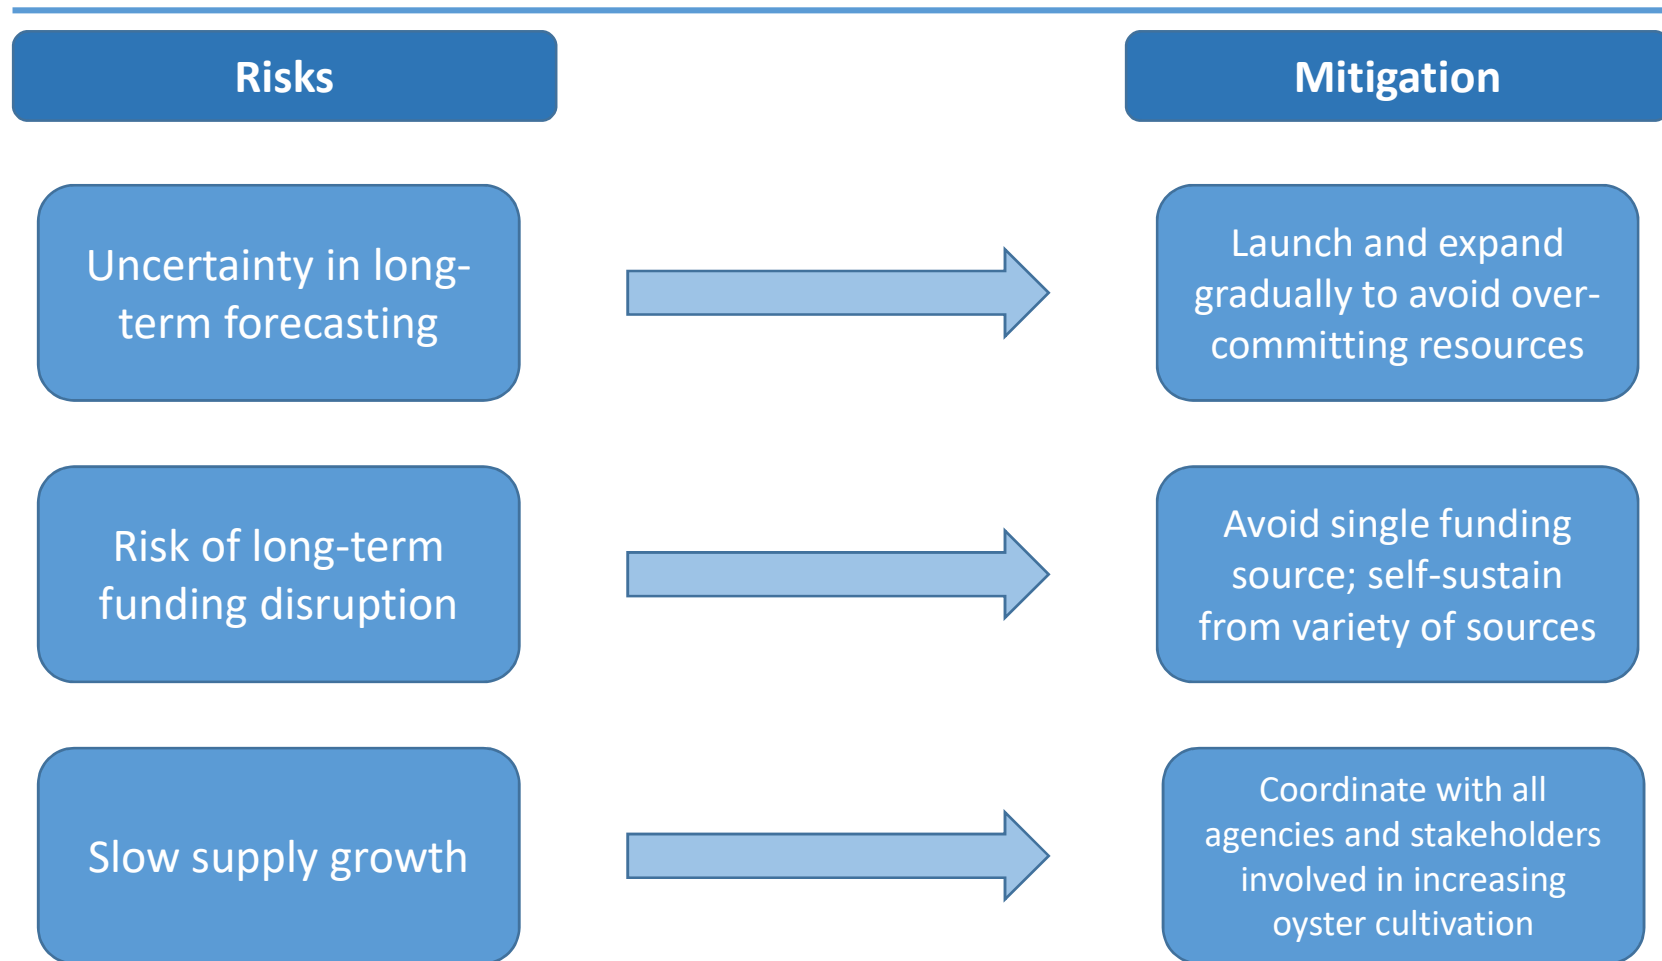 Risks
Mitigation
Uncertainty in long-
term forecasting
Launch and expand
gradually to avoid over-
committing resources
Risk of long-term
funding disruption
Avoid single funding
source; self-sustain
from variety of sources
Slow supply growth
Coordinate with all
agencies and stakeholders
involved in increasing
oyster cultivation